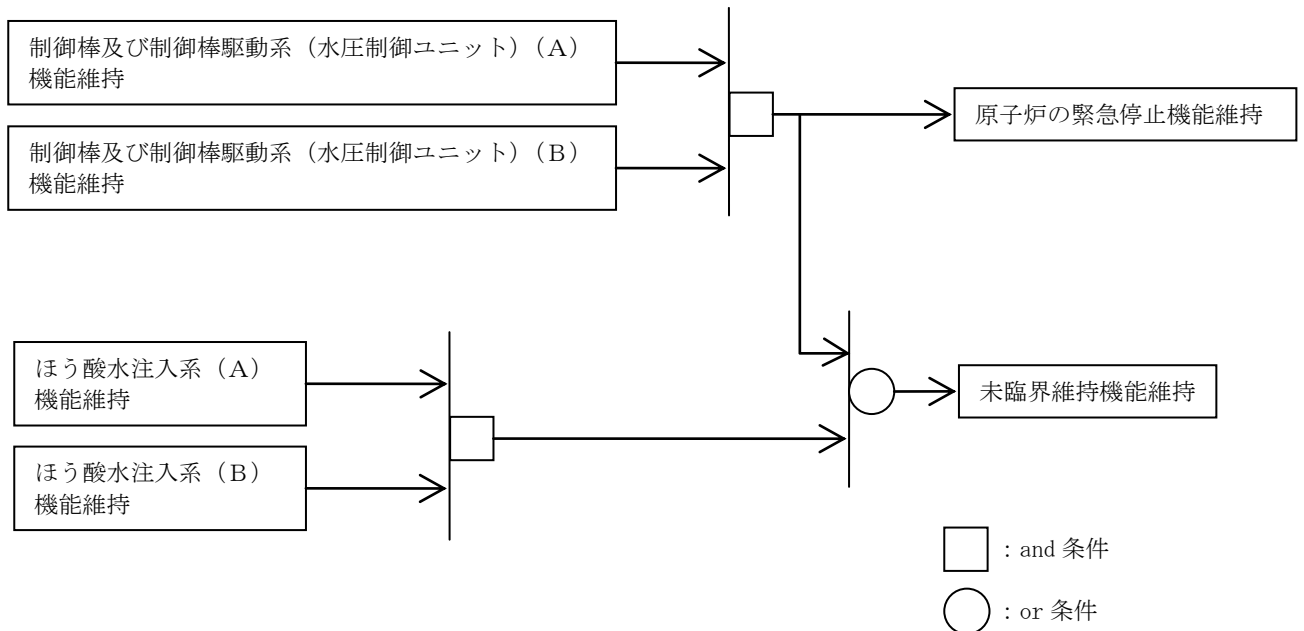 制御棒及び制御棒駆動系（水圧制御ユニット）（Ａ）
機能維持
制御棒及び制御棒駆動系（水圧制御ユニット）（Ｂ）
機能維持
原子炉の緊急停止機能維持
ほう酸水注入系（Ａ）
機能維持
ほう酸水注入系（Ｂ）
機能維持
未臨界維持機能維持
：and 条件
：or 条件